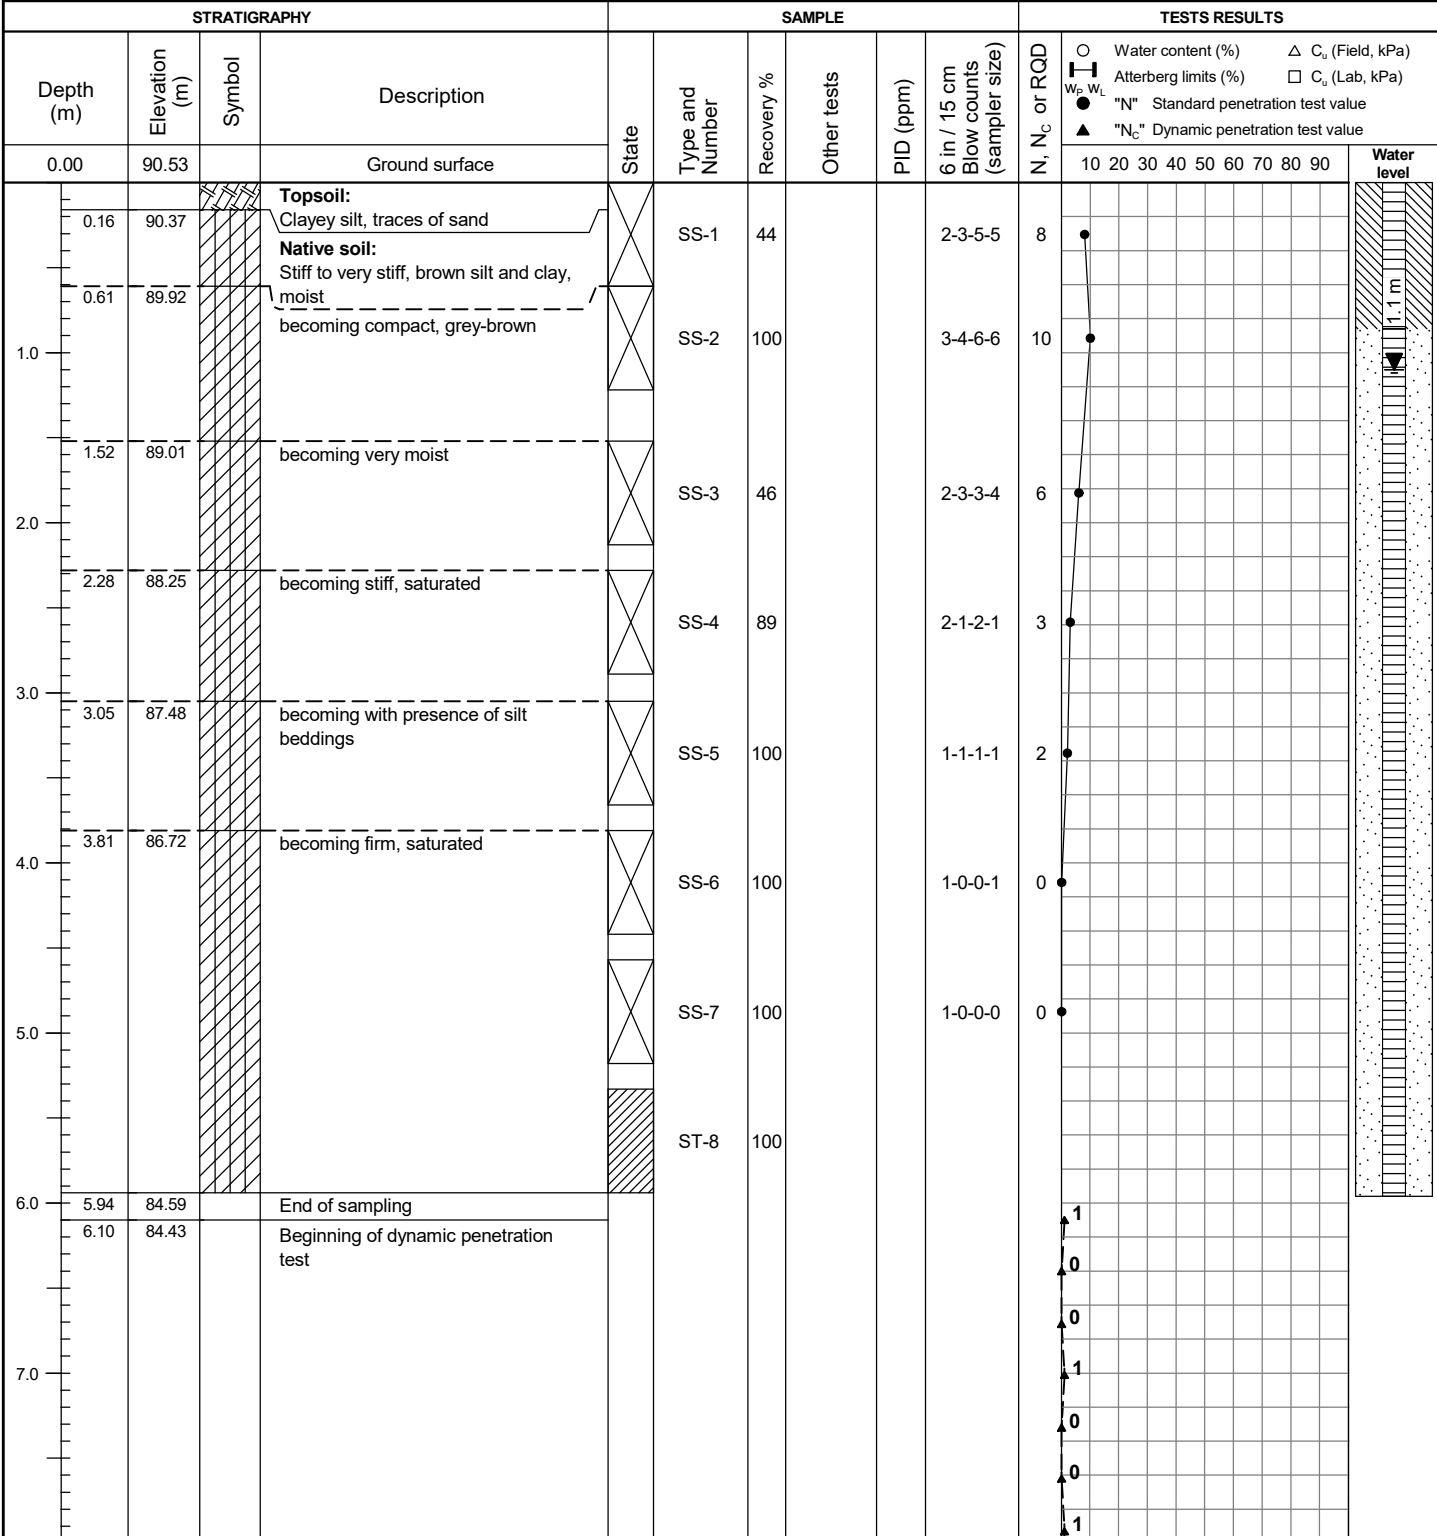 STRATIGRAPHY SAMPLE TESTS RESULTS
Depth (m) Elevation (m) Symbol Description State Type and Number Recovery % Other tests PID (ppm) 6 in / 15 cm Blow counts (sampler size) N, NC or RQD
Water content (%) Cu (Field, kPa)
Atterberg limits (%) Cu (Lab, kPa)
WP WL
"N" Standard penetration test value
"NC" Dynamic penetration test value
0.00 90.53 Ground surface 10 20 30 40 50 60 70 80 90 Water level
Topsoil:
0.16 90.37 Clayey silt, traces of sand
SS-1 44 2-3-5-5 8
Native soil:
Stiff to very stiff, brown silt and clay,
0.61 89.92 moist
1.1 m
becoming compact, grey-brown
SS-2 100 3-4-6-6 10
1.0
1.52 89.01 becoming very moist
SS-3 46 2-3-3-4 6
2.0
2.28 88.25 becoming stiff, saturated
SS-4 89 2-1-2-1 3
3.0
3.05 87.48 becoming with presence of silt
beddings
SS-5 100 1-1-1-1 2
3.81 86.72 becoming firm, saturated
4.0
SS-6 100 1-0-0-1 0
SS-7 100 1-0-0-0 0
5.0
ST-8 100
6.0 5.94 84.59 End of sampling
1
6.10 84.43 Beginning of dynamic penetration
test
0
0
7.0
1
0
0
1